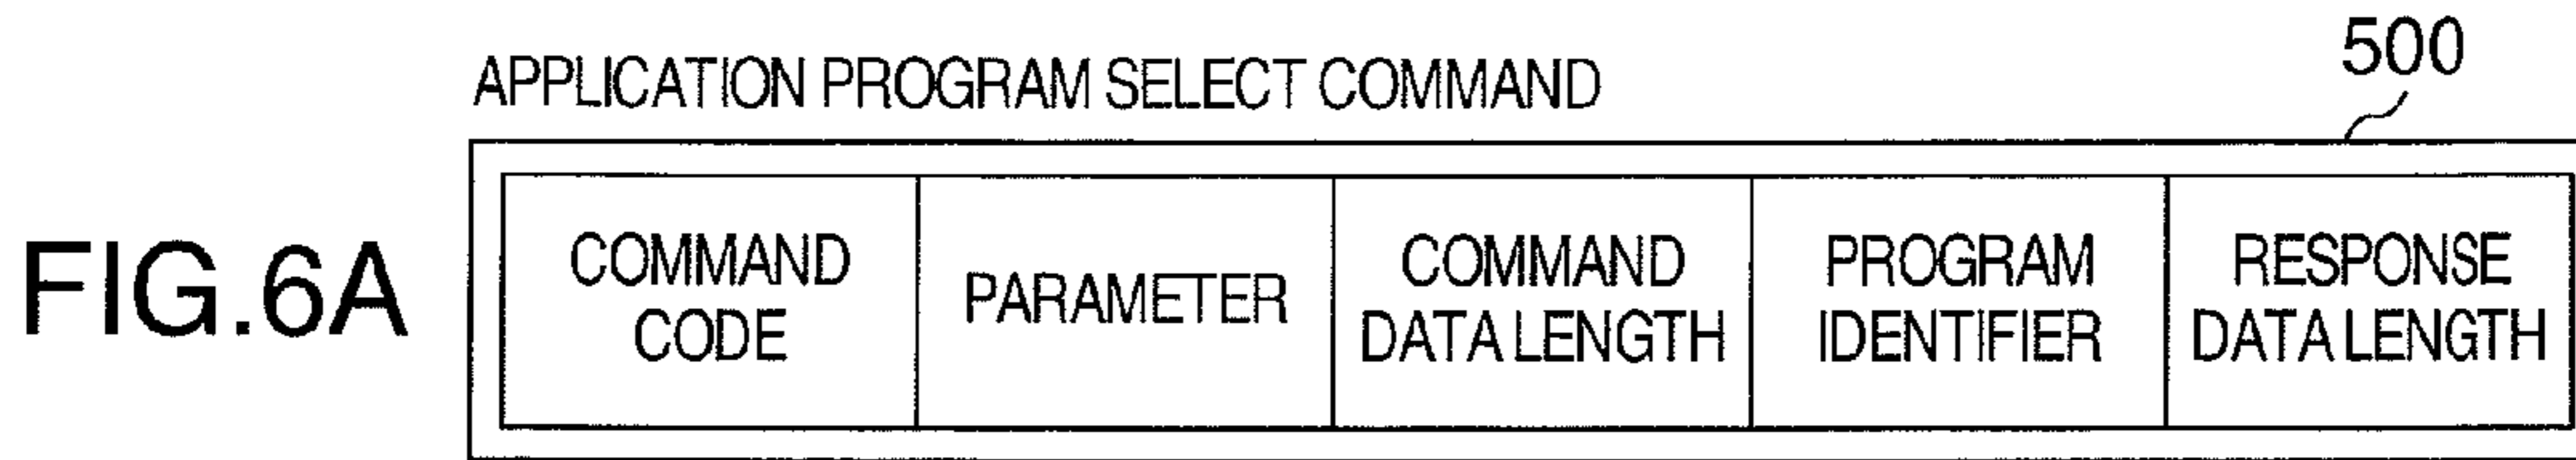 500
APPLICATION PROGRAM SELECT COMMAND
FIG.6A
COMMAND
CODE
PARAMETER
COMMAND
DATA LENGTH
PROGRAM
IDENTIFIER
RESPONSE
DATA LENGTH